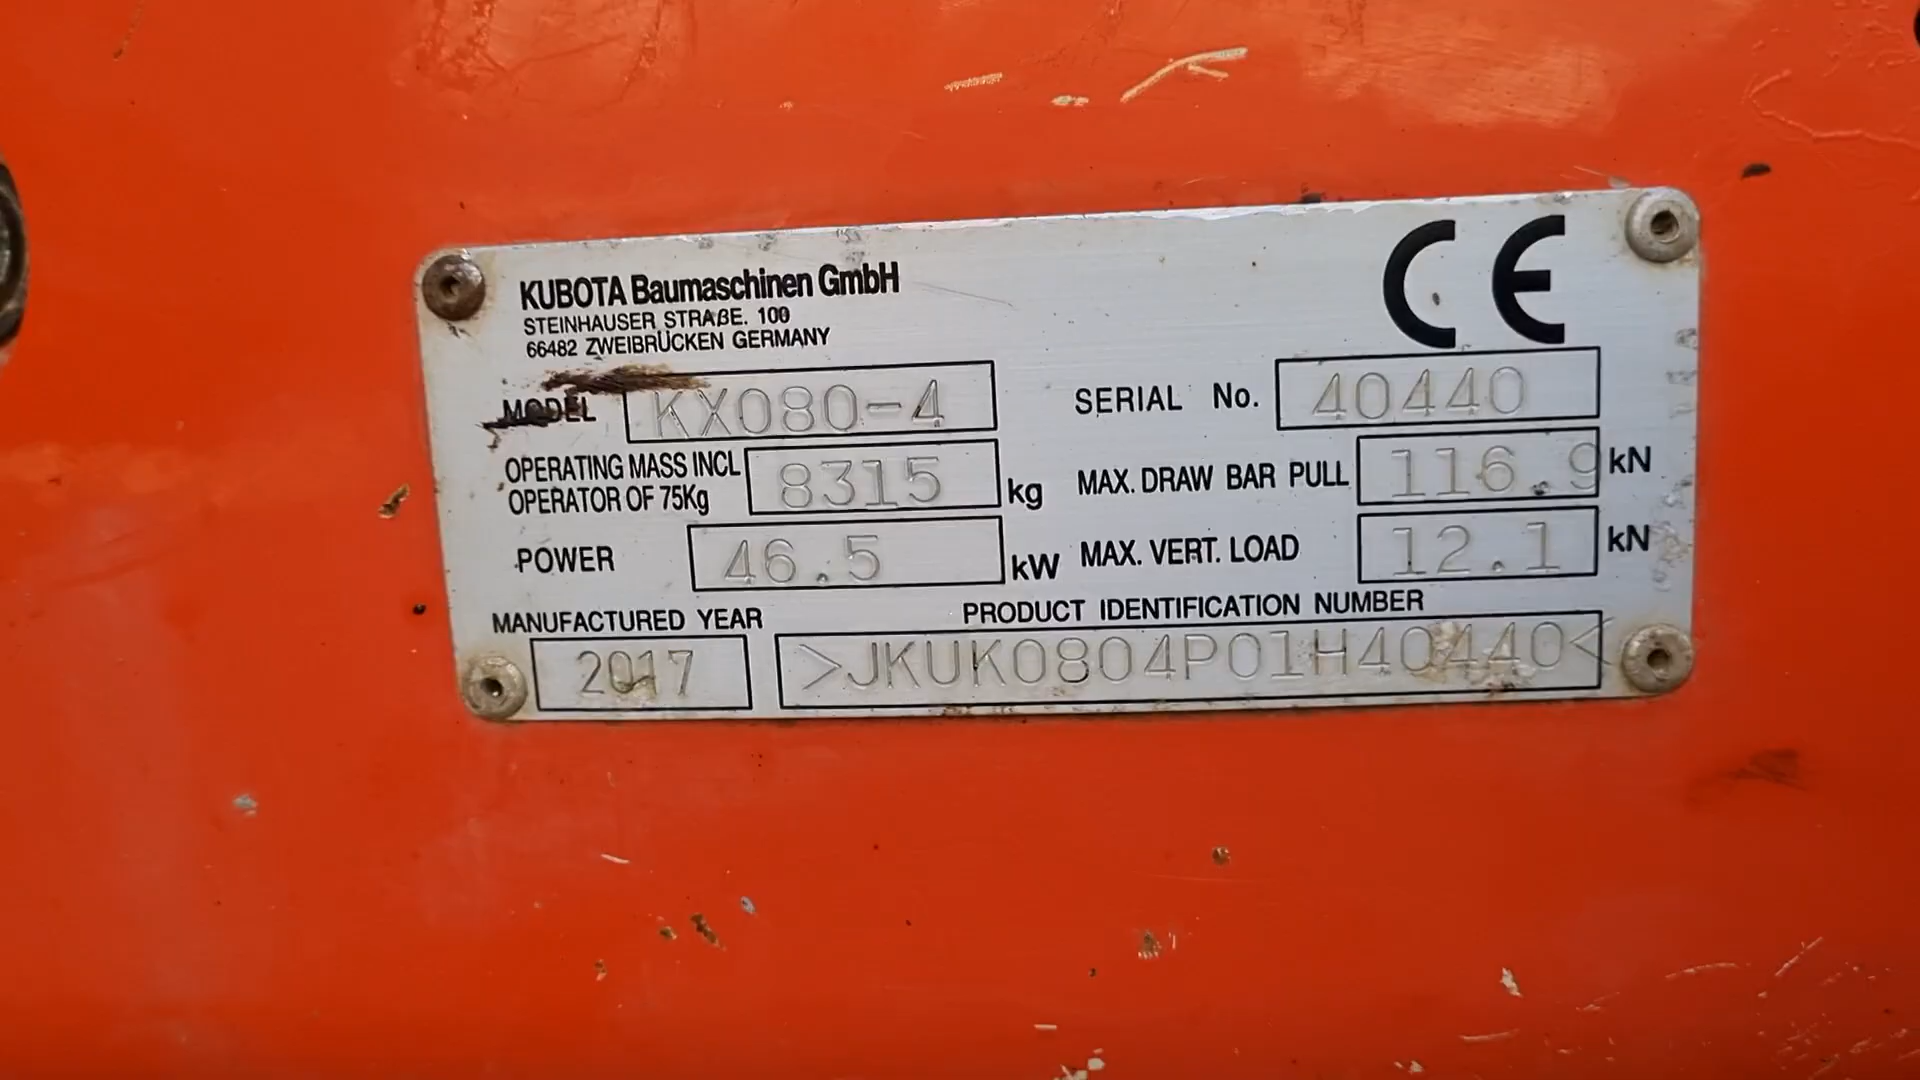 KUBOTA Baumaschinen GmbH
STEINHAUSER STRAßE. 100
66482 ZWEIBRÜCKEN GERMANY
CE
MODEL KX080-4
SERIAL No. 40440
OPERATING MASS INCL
OPERATOR OF 75Kg 8315 kg
MAX. DRAW BAR PULL 116.9 kN
POWER 46.5 kW
MAX. VERT. LOAD 12.1 kN
MANUFACTURED YEAR
2017
PRODUCT IDENTIFICATION NUMBER
>JKUK0804P01H40440<